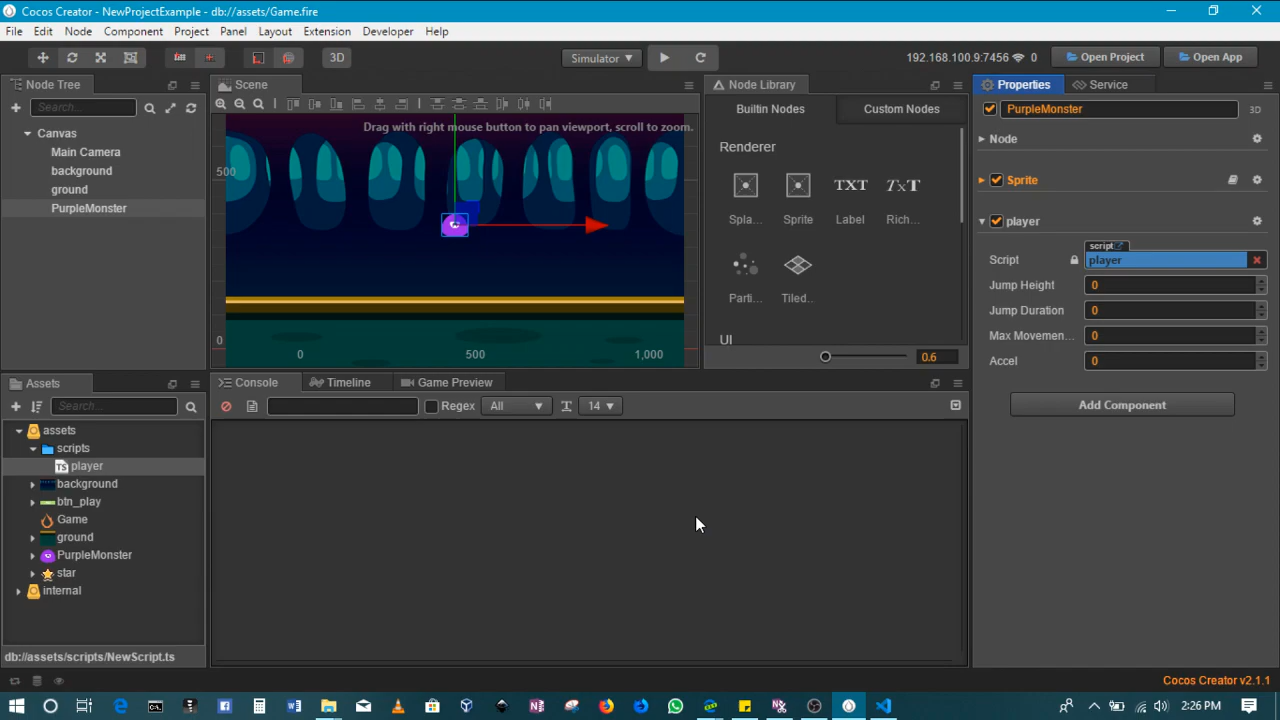 Cocos Creator - NewProjectExample - db://assets/Game.fire
File Edit Node Component Project Panel Layout Extension Developer Help
3D Simulator 192.168.100.9:7456 0 Open Project Open App
Node Tree
Search...
Canvas
Main Camera
background
ground
PurpleMonster
Scene
Drag with right mouse button to pan viewport, scroll to zoom.
500
0
0 500 1,000
Node Library
Builtin Nodes Custom Nodes
Renderer
TXT TxT
Spla... Sprite Label Rich...
Parti... Tiled...
UI
0.6
Properties Service
PurpleMonster 3D
Node
Sprite
player
script
Script player
Jump Height 0
Jump Duration 0
Max Movemen... 0
Accel 0
Add Component
Assets
Search...
assets
scripts
TS player
background
btn_play
Game
ground
PurpleMonster
star
internal
db://assets/scripts/NewScript.ts
Console Timeline Game Preview
Regex All 14
Cocos Creator v2.1.1
2:26 PM